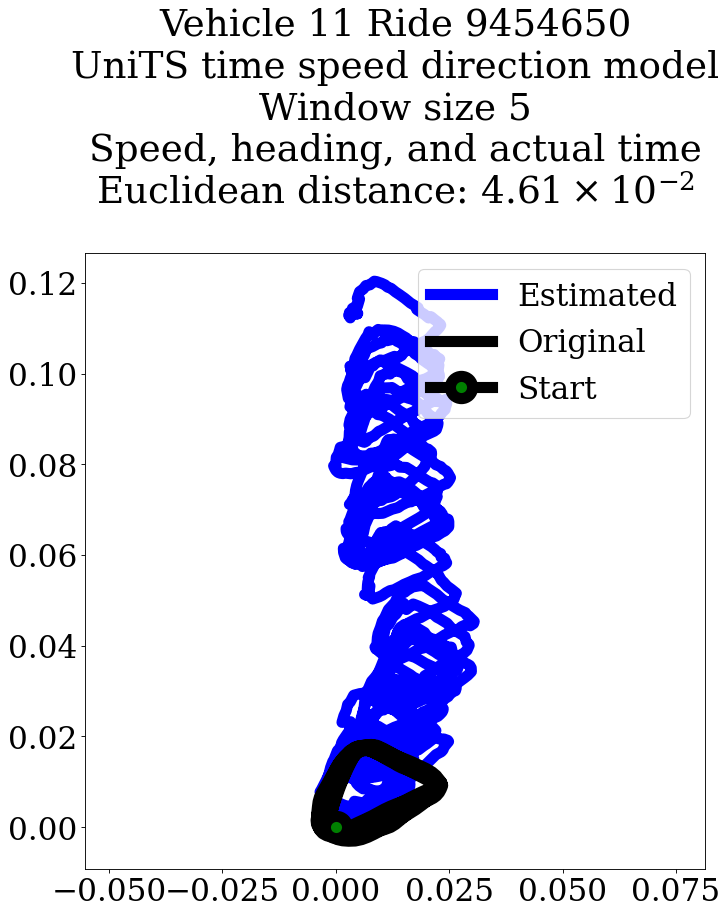 Vehicle 11 Ride 9454650
UniTS time speed direction model
Window size 5
Speed, heading, and actual time
Euclidean distance: 4.61 × 10⁻²
Estimated
Original
Start
0.12
0.10
0.08
0.06
0.04
0.02
0.00
−0.050 −0.025 0.000 0.025 0.050 0.075